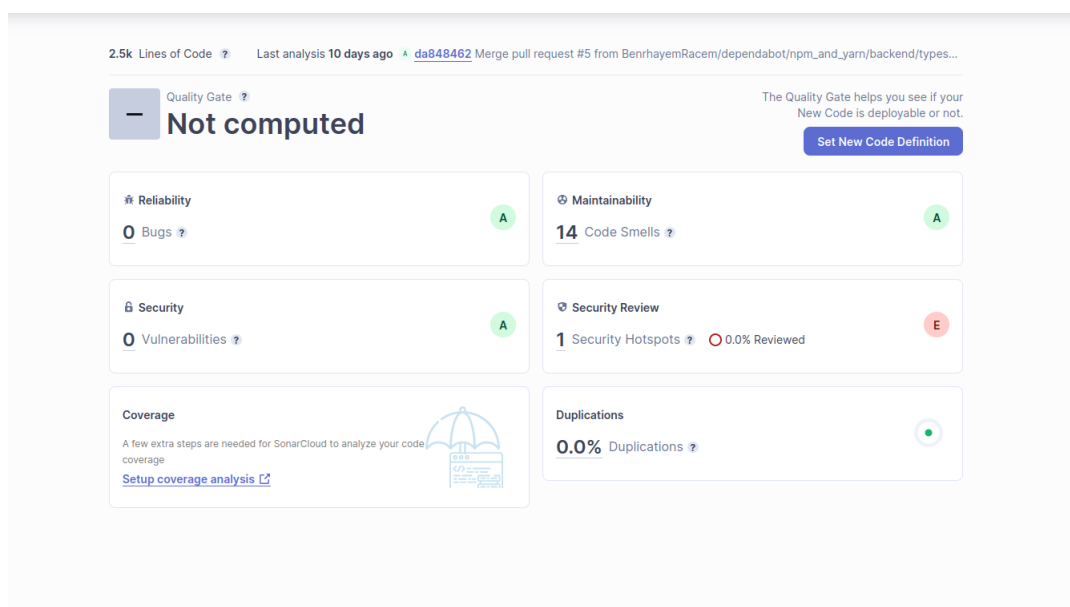 2.5k Lines of Code ? Last analysis 10 days ago A da848462 Merge pull request #5 from BenrhayemRacem/dependabot/npm_and_yarn/backend/types…
Quality Gate ?
Not computed
The Quality Gate helps you see if your
New Code is deployable or not.
Set New Code Definition
Reliability
0 Bugs ?
A
Maintainability
14 Code Smells ?
A
Security
0 Vulnerabilities ?
A
Security Review
1 Security Hotspots ? 0.0% Reviewed
E
Coverage
A few extra steps are needed for SonarCloud to analyze your code
coverage
Setup coverage analysis
Duplications
0.0% Duplications ?